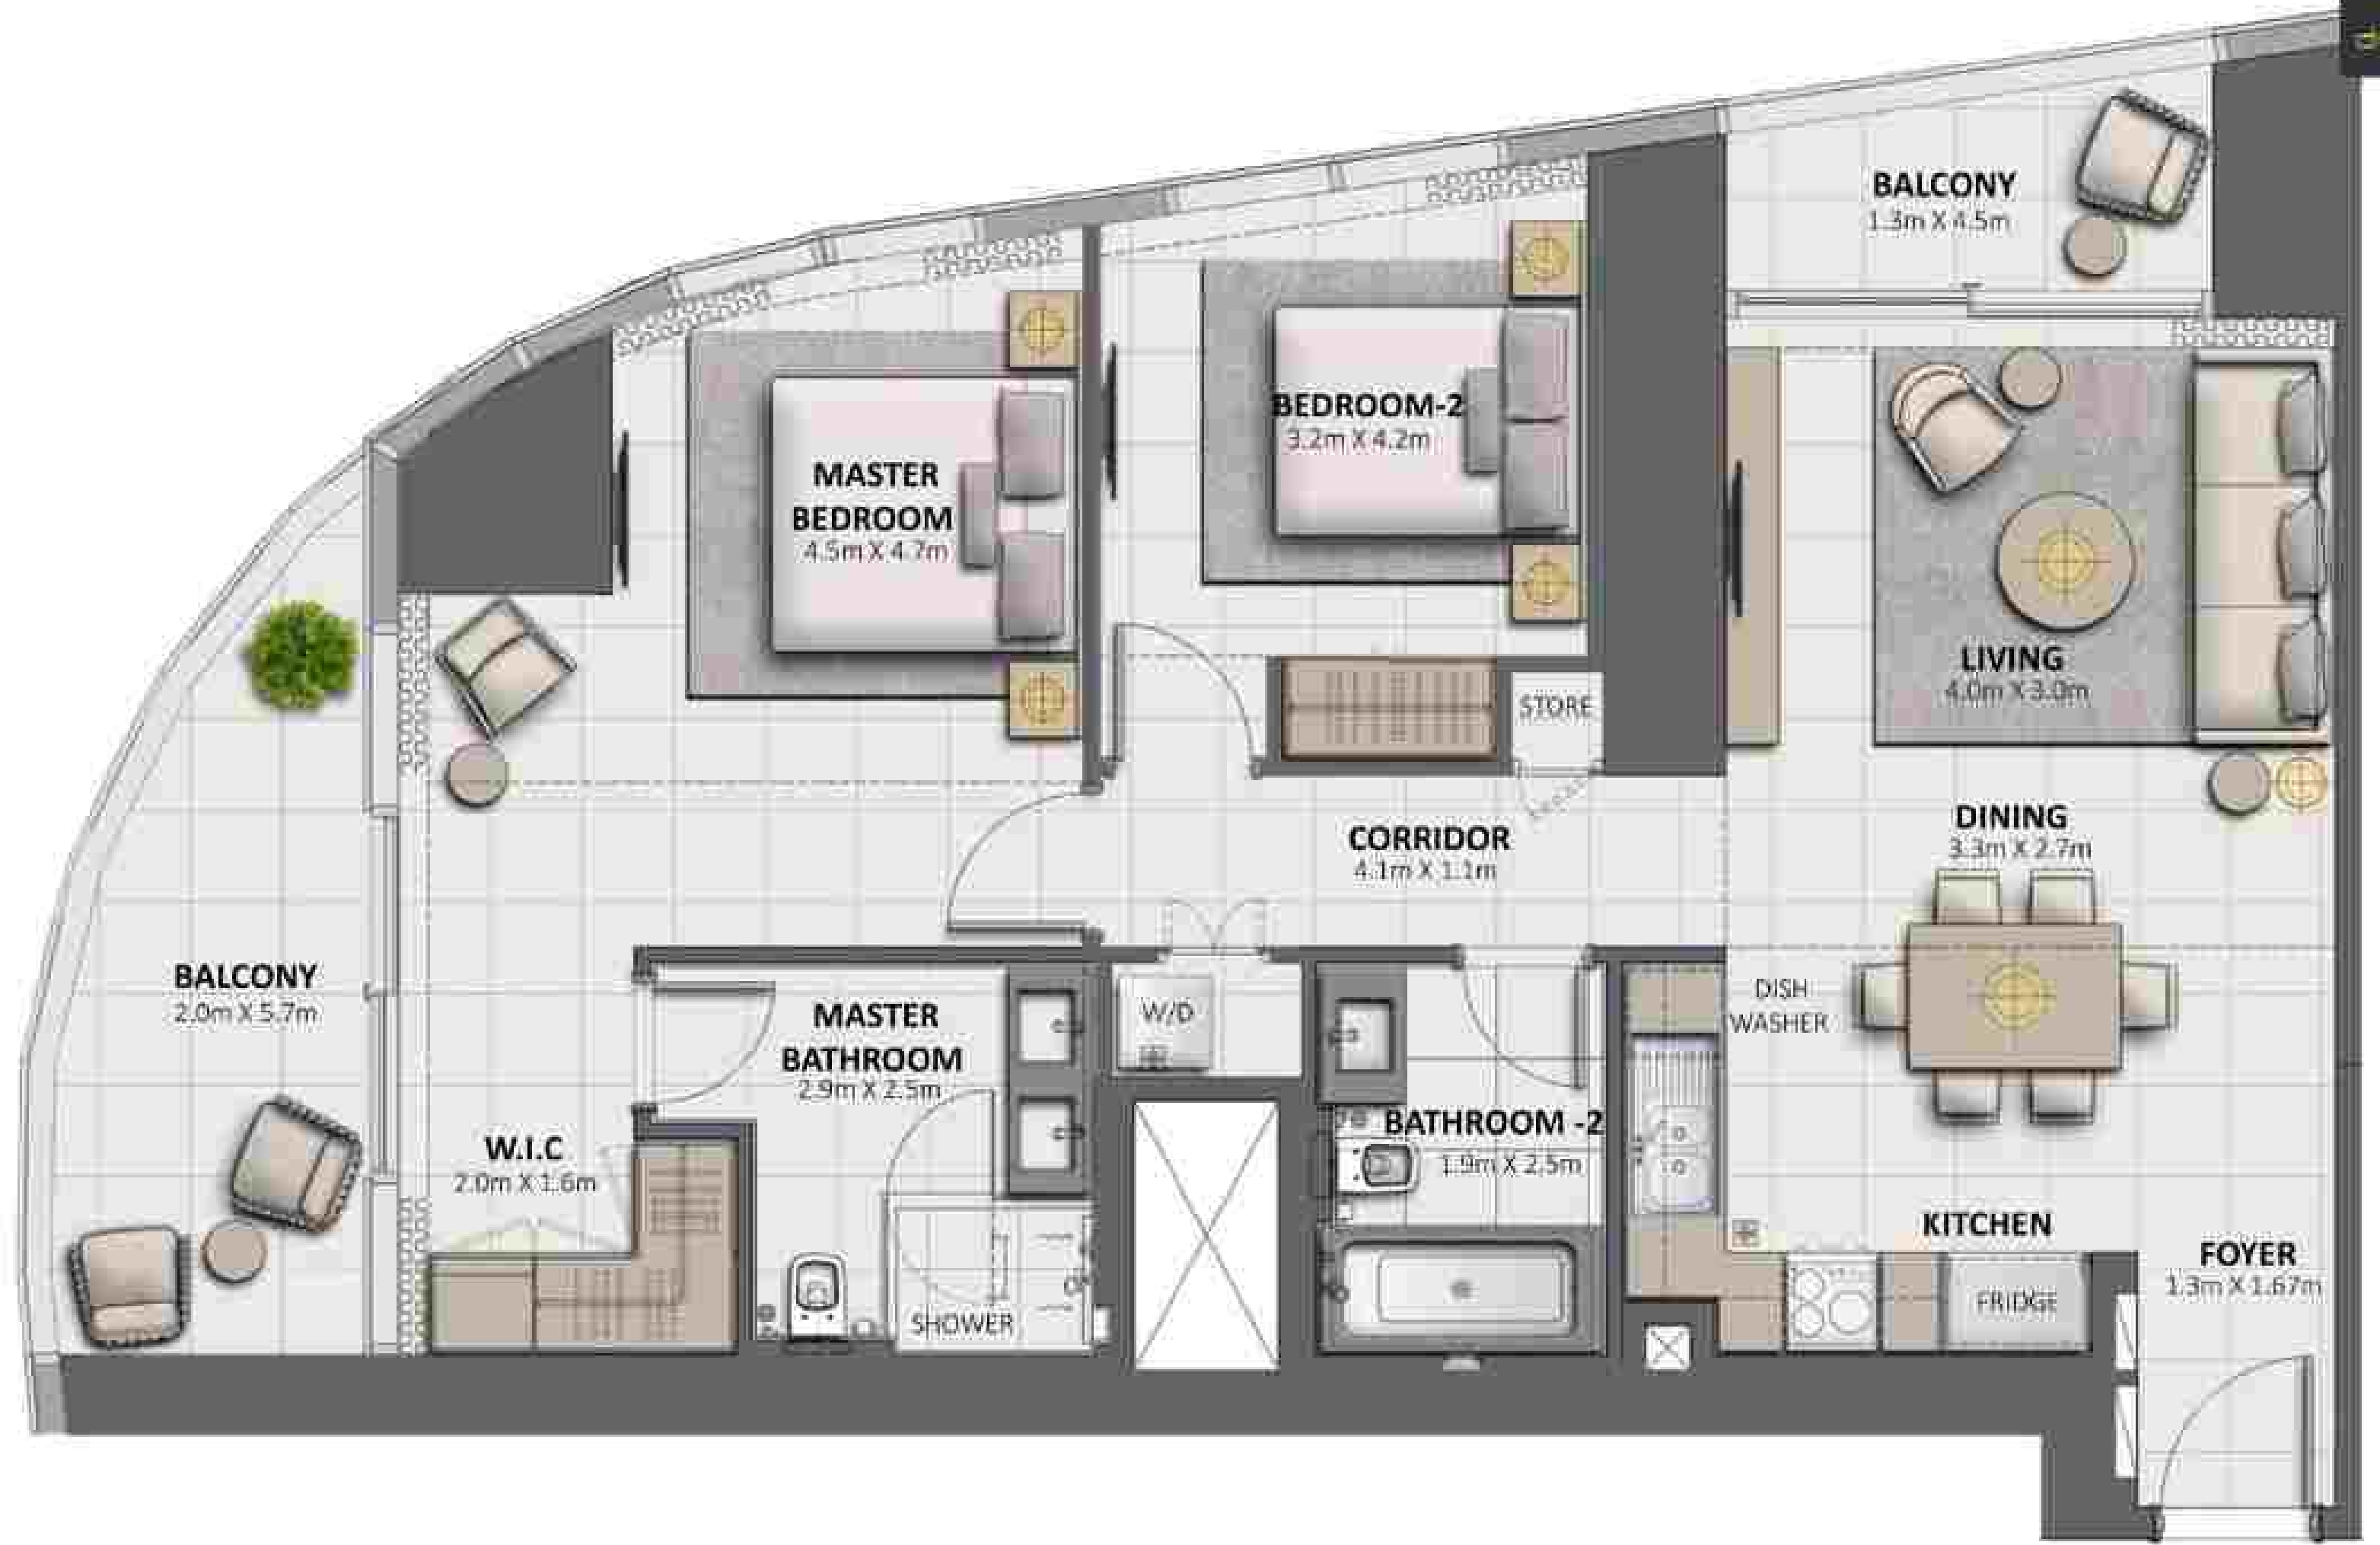 BALCONY
1.3m X 4.5m
BEDROOM-2
3.2m X 4.2m
MASTER
BEDROOM
4.5m X 4.7m
LIVING
4.0m X 3.0m
STORE
DINING
3.3m X 2.7m
CORRIDOR
4.1m X 1.1m
BALCONY
2.0m X 5.7m
MASTER
BATHROOM
2.9m X 2.5m
W/D
DISH
WASHER
BATHROOM -2
1.9m X 2.5m
W.I.C
2.0m X 1.6m
KITCHEN
FOYER
1.3m X 1.67m
FRIDGE
SHOWER